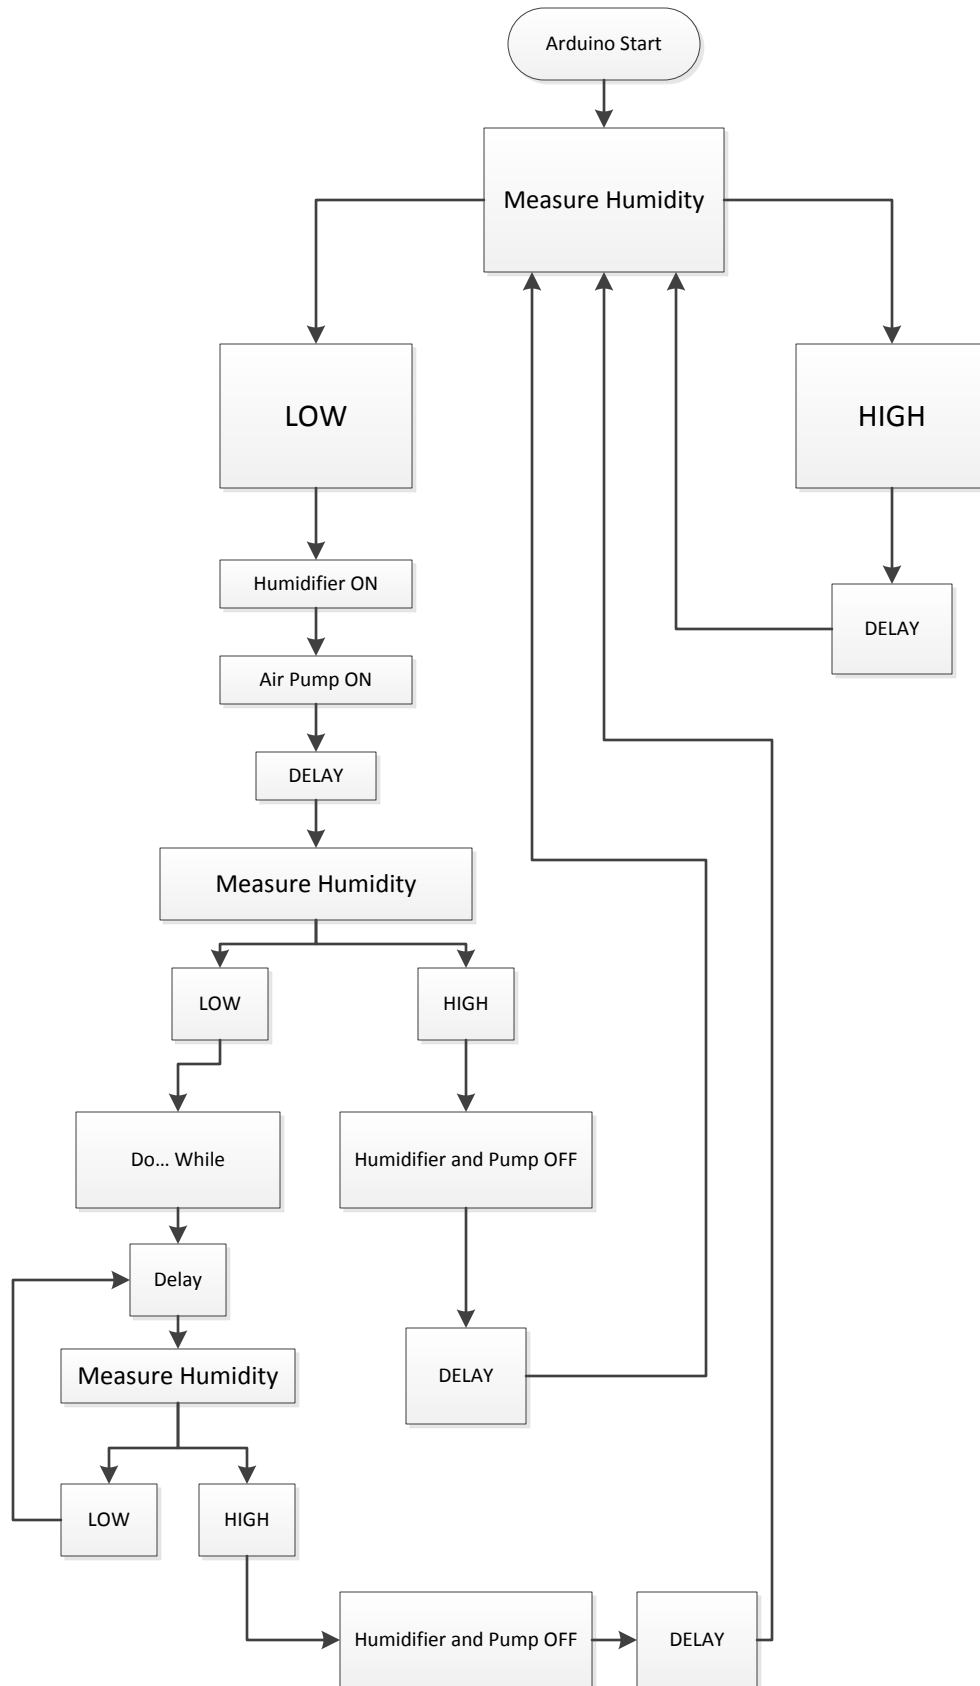 Arduino Start
Measure Humidity
LOW
HIGH
Humidifier ON
DELAY
Air Pump ON
DELAY
Measure Humidity
LOW
HIGH
Do... While
Humidifier and Pump OFF
Delay
Measure Humidity
DELAY
LOW
HIGH
Humidifier and Pump OFF
DELAY